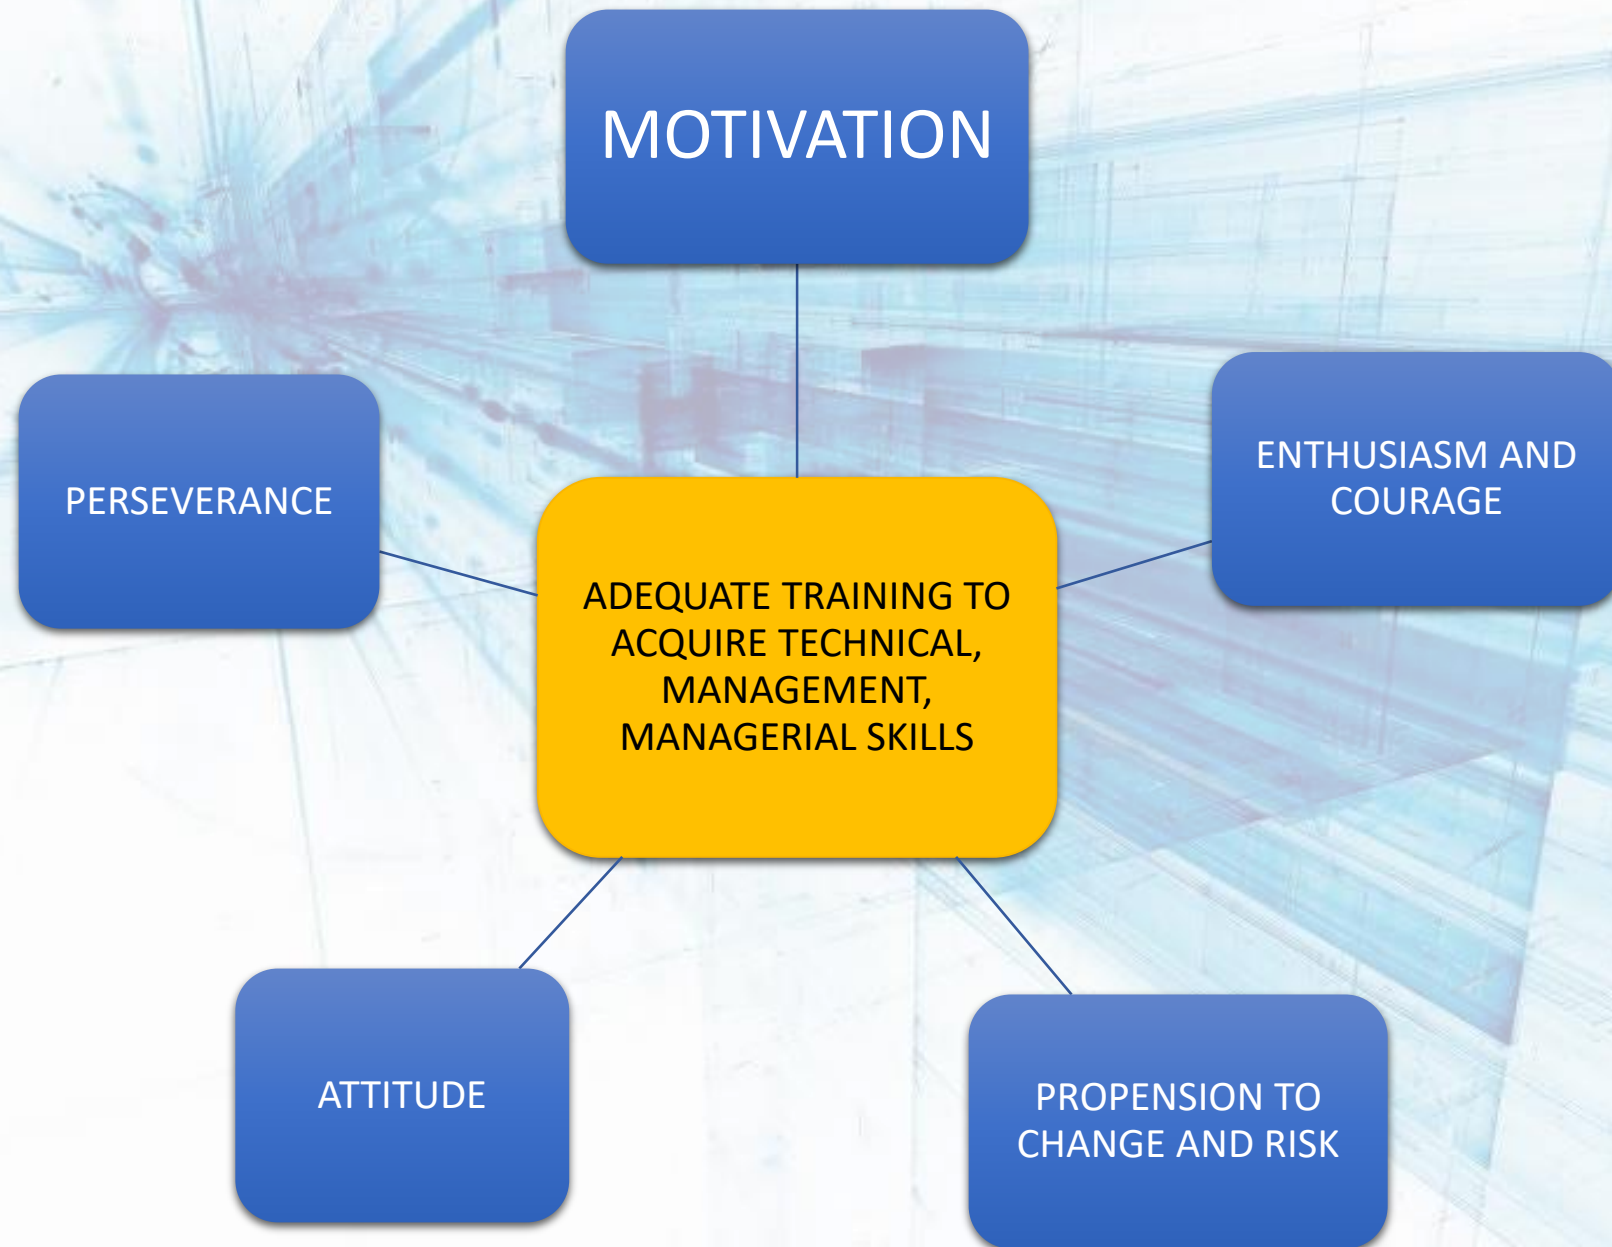 MOTIVATION
ENTHUSIASM AND
COURAGE
PERSEVERANCE
ADEQUATE TRAINING TO
ACQUIRE TECHNICAL,
MANAGEMENT,
MANAGERIAL SKILLS
ATTITUDE
PROPENSION TO
CHANGE AND RISK